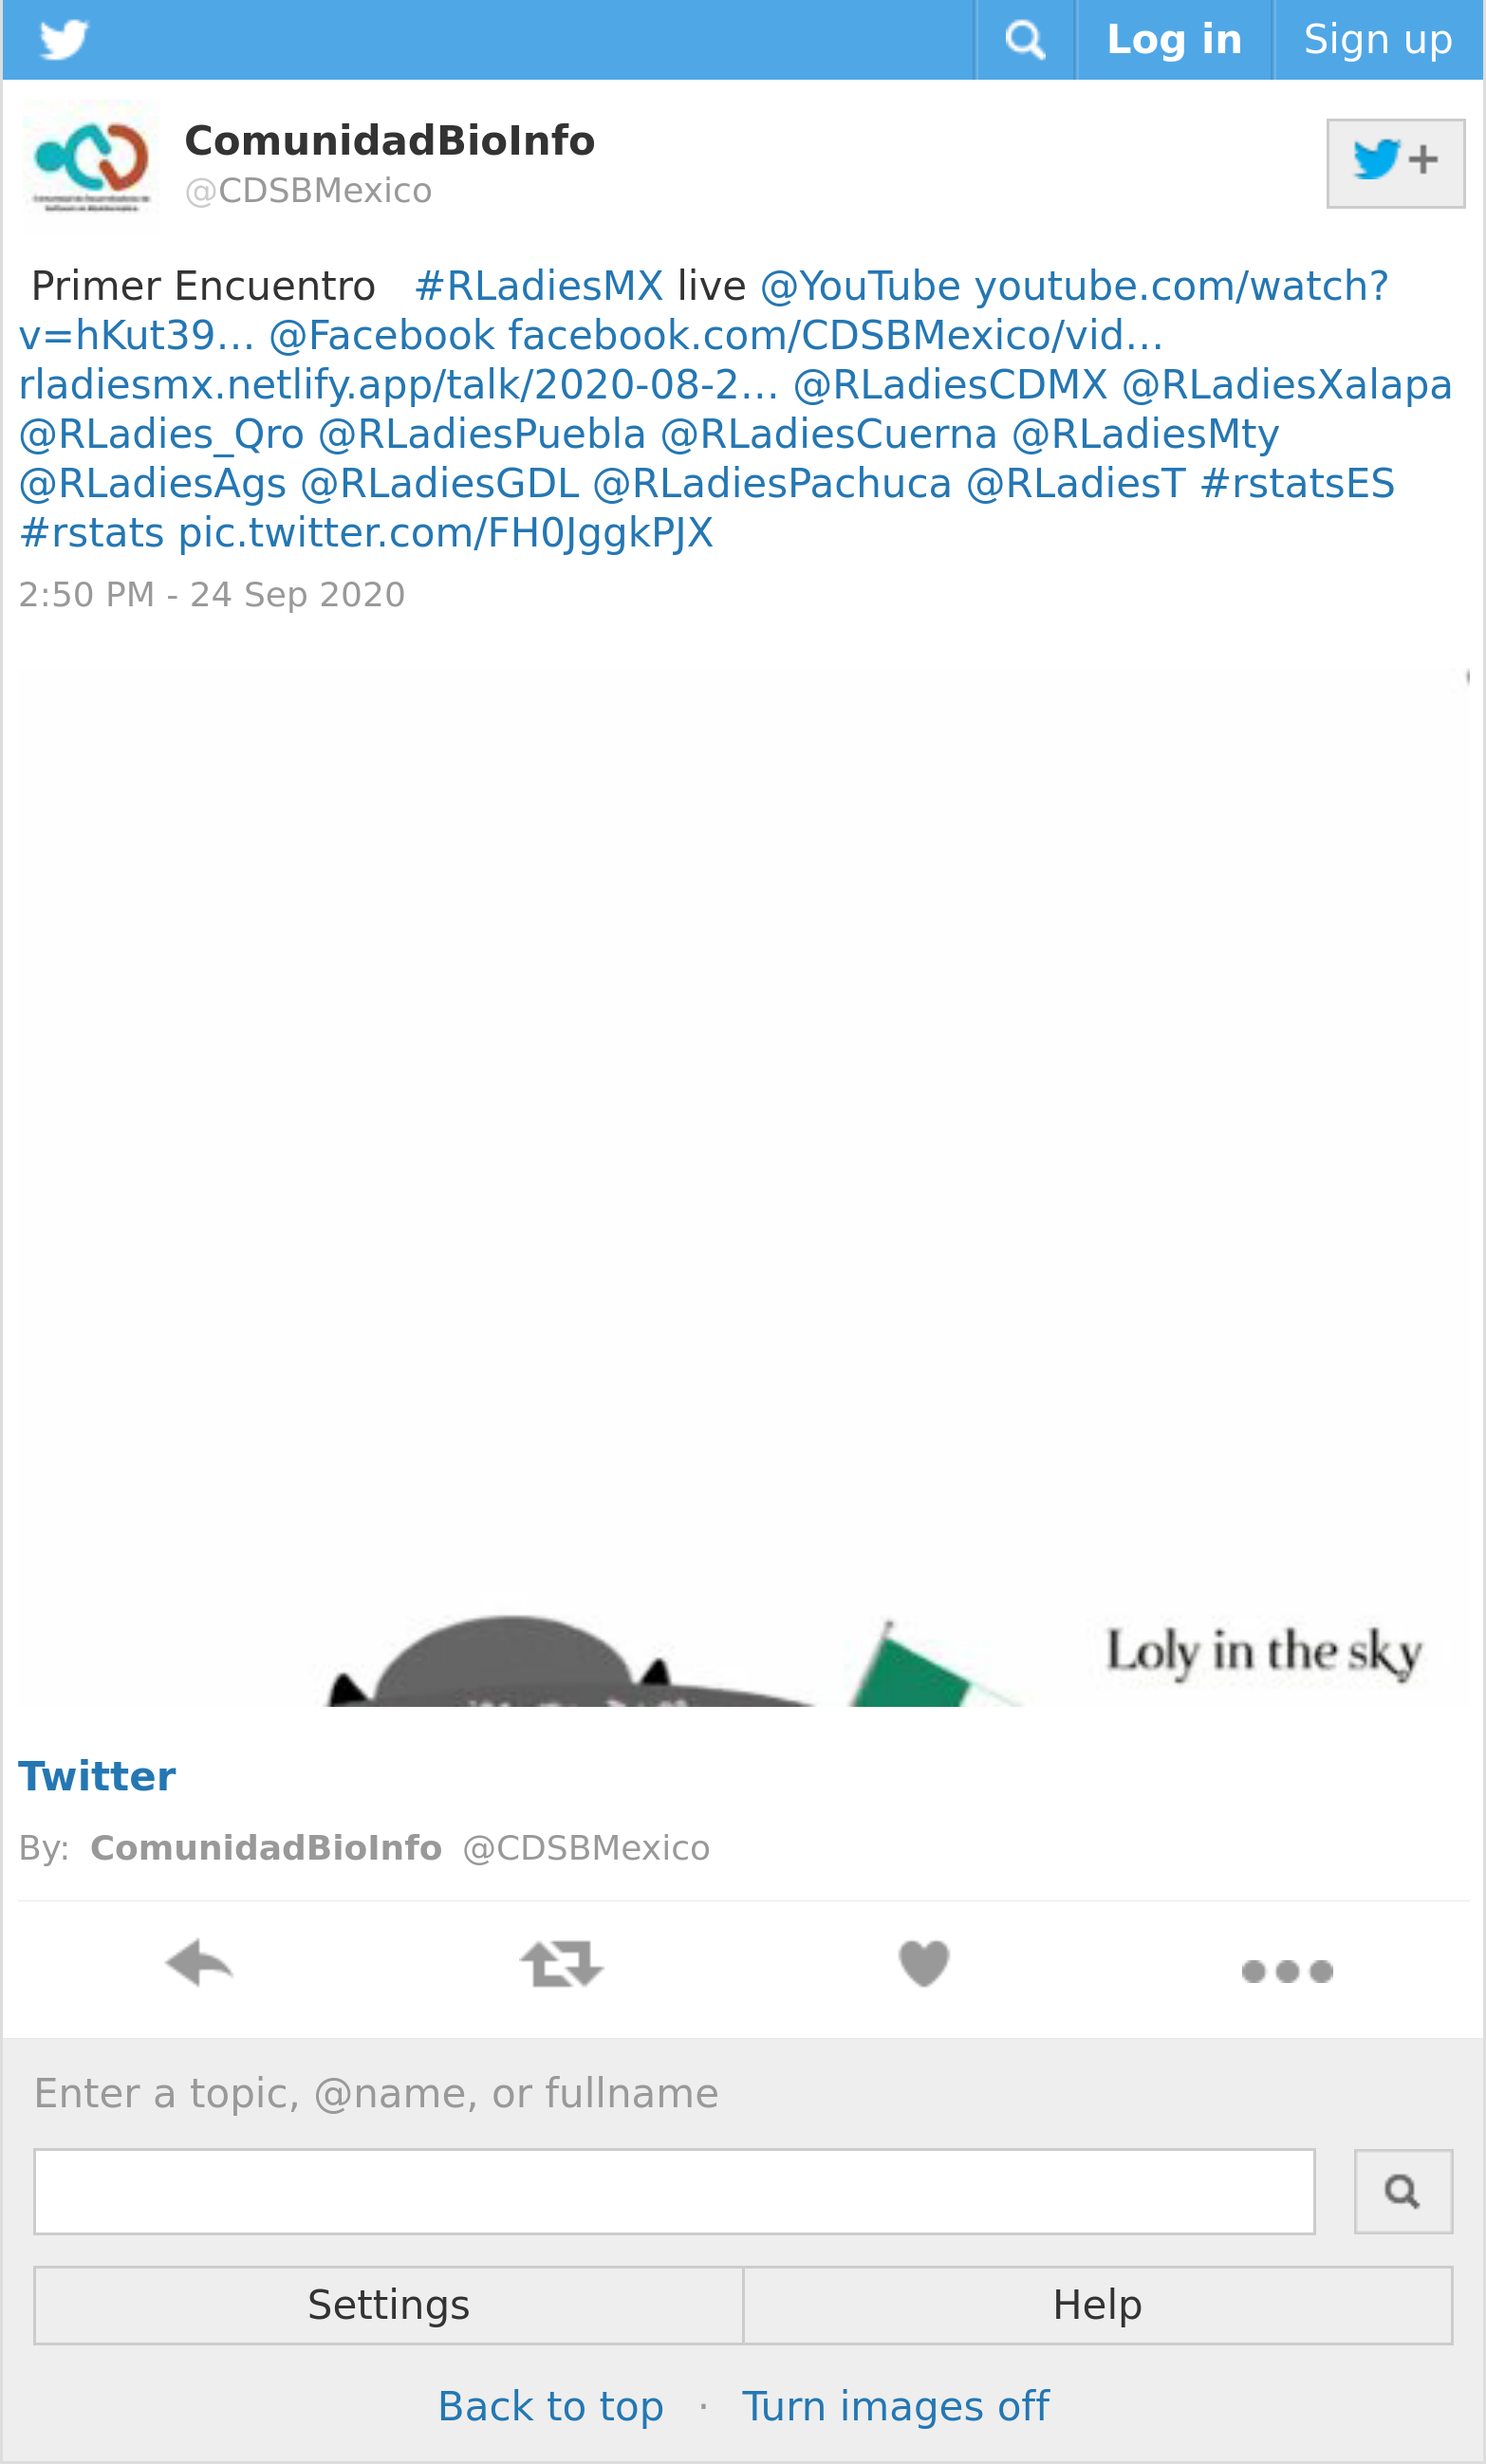 Log in
Sign up
ComunidadBioInfo
@CDSBMexico
Primer Encuentro #RLadiesMX live @YouTube youtube.com/watch?
v=hKut39… @Facebook facebook.com/CDSBMexico/vid…
rladiesmx.netlify.app/talk/2020-08-2… @RLadiesCDMX @RLadiesXalapa
@RLadies_Qro @RLadiesPuebla @RLadiesCuerna @RLadiesMty
@RLadiesAgs @RLadiesGDL @RLadiesPachuca @RLadiesT #rstatsES
#rstats pic.twitter.com/FH0JggkPJX
2:50 PM - 24 Sep 2020
Loly in the sky
Twitter
By: ComunidadBioInfo @CDSBMexico
Enter a topic, @name, or fullname
Settings
Help
Back to top · Turn images off